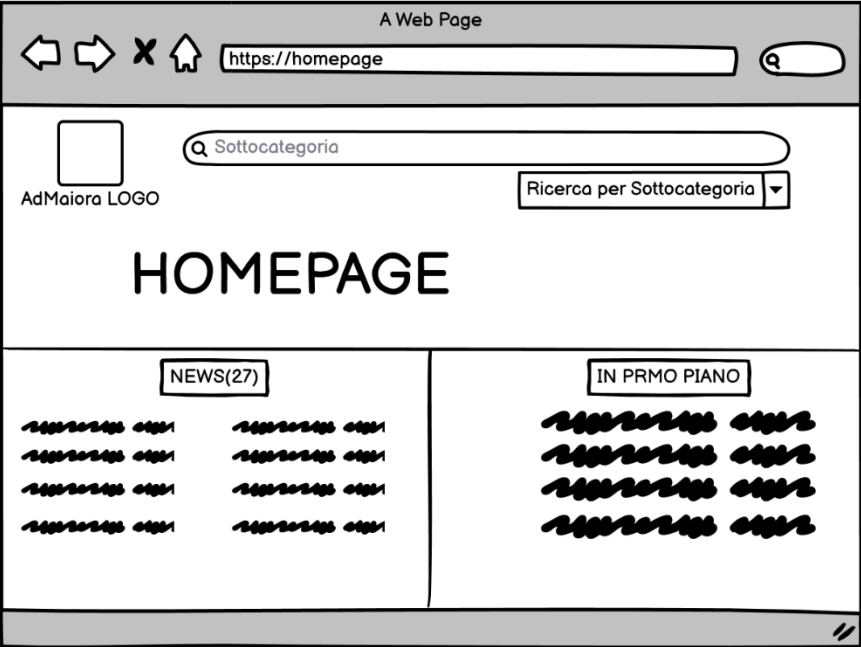 A Web Page
https://homepage
Sottocategoria
AdMaiora LOGO
Ricerca per Sottocategoria
HOMEPAGE
NEWS(27)
IN PRMO PIANO